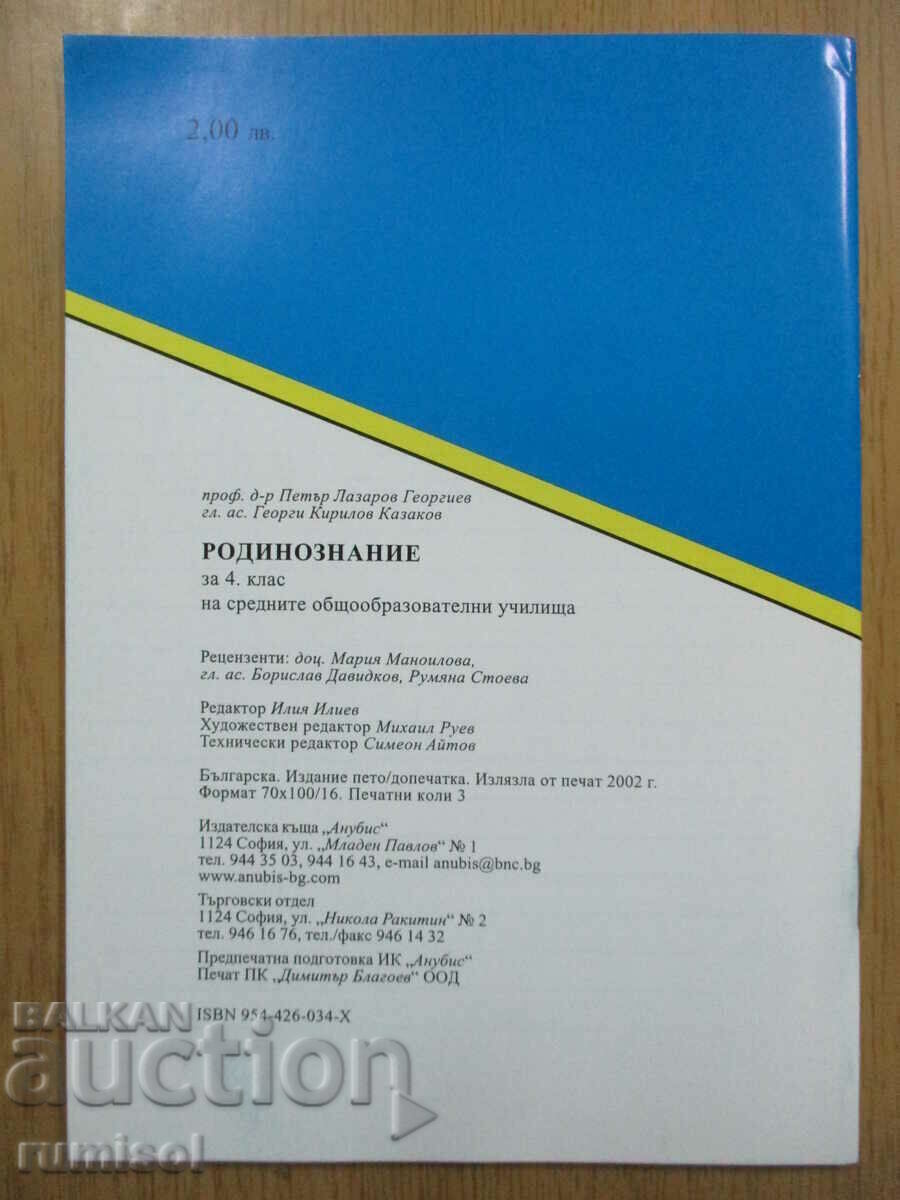 2,00 лв.
проф. д-р Петър Лазаров Георгиев
гл. ас. Георги Кирилов Казаков
РОДИНОЗНАНИЕ
за 4. клас
на средните общообразователни училища
Рецензенти: доц. Мария Маноилова,
гл. ас. Борислав Давидков, Румяна Стоева
Редактор Илия Илиев
Художествен редактор Михаил Руев
Технически редактор Симеон Айтов
Българска. Издание пето/допечатка. Излязла от печат 2002 г.
Формат 70x100/16. Печатни коли 3
Издателска къща „Анубис“
1124 София, ул. „Младен Павлов“ № 1
тел. 944 35 03, 944 16 43, e-mail anubis@bnc.bg
www.anubis-bg.com
Търговски отдел
1124 София, ул. „Никола Ракитин“ № 2
тел. 946 16 76, тел./факс 946 14 32
Предпечатна подготовка ИК „Анубис“
Печат ПК „Димитър Благоев“ ООД
ISBN 954-426-034-X
BALKAN
auction
rumisol